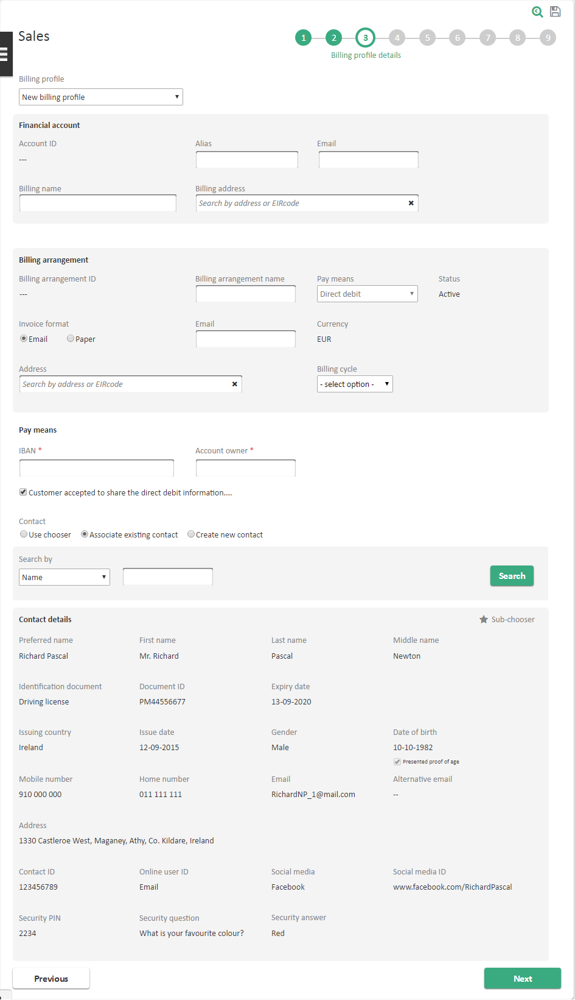 Sales
1 2 3 4 5 6 7 8 9
Billing profile details
Billing profile
New billing profile
Financial account
Account ID Alias Email
---
Billing name Billing address
Search by address or EIRcode
Billing arrangement
Billing arrangement ID Billing arrangement name Pay means Status
--- Direct debit Active
Invoice format Email Currency
Email Paper EUR
Address Billing cycle
Search by address or EIRcode - select option -
Pay means
IBAN * Account owner *
Customer accepted to share the direct debit information....
Contact
Use chooser Associate existing contact Create new contact
Search by
Name Search
Contact details Sub-chooser
Preferred name First name Last name Middle name
Richard Pascal Mr. Richard Pascal Newton
Identification document Document ID Expiry date
Driving license PM44556677 13-09-2020
Issuing country Issue date Gender Date of birth
Ireland 12-09-2015 Male 10-10-1982
Presented proof of age
Mobile number Home number Email Alternative email
910 000 000 011 111 111 RichardNP_1@mail.com --
Address
1330 Castleroe West, Maganey, Athy, Co. Kildare, Ireland
Contact ID Online user ID Social media Social media ID
123456789 Email Facebook www.facebook.com/RichardPascal
Security PIN Security question Security answer
2234 What is your favourite colour? Red
Previous Next